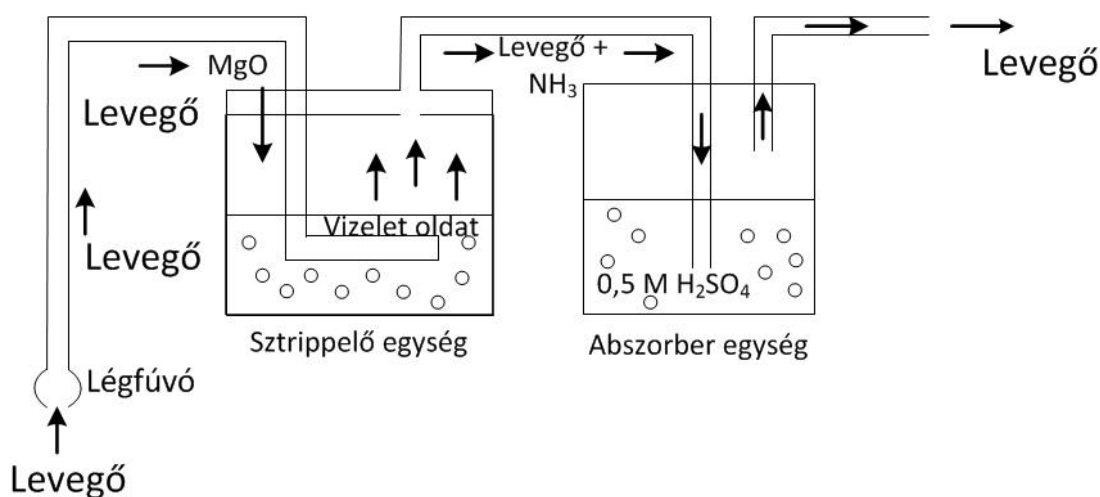 MgO
Levegő
Levegő
Légfúvó
Levegő
Vizelet oldat
Sztrippelő egység
Levegő +
NH₃
0,5 M H₂SO₄
Abszorber egység
Levegő